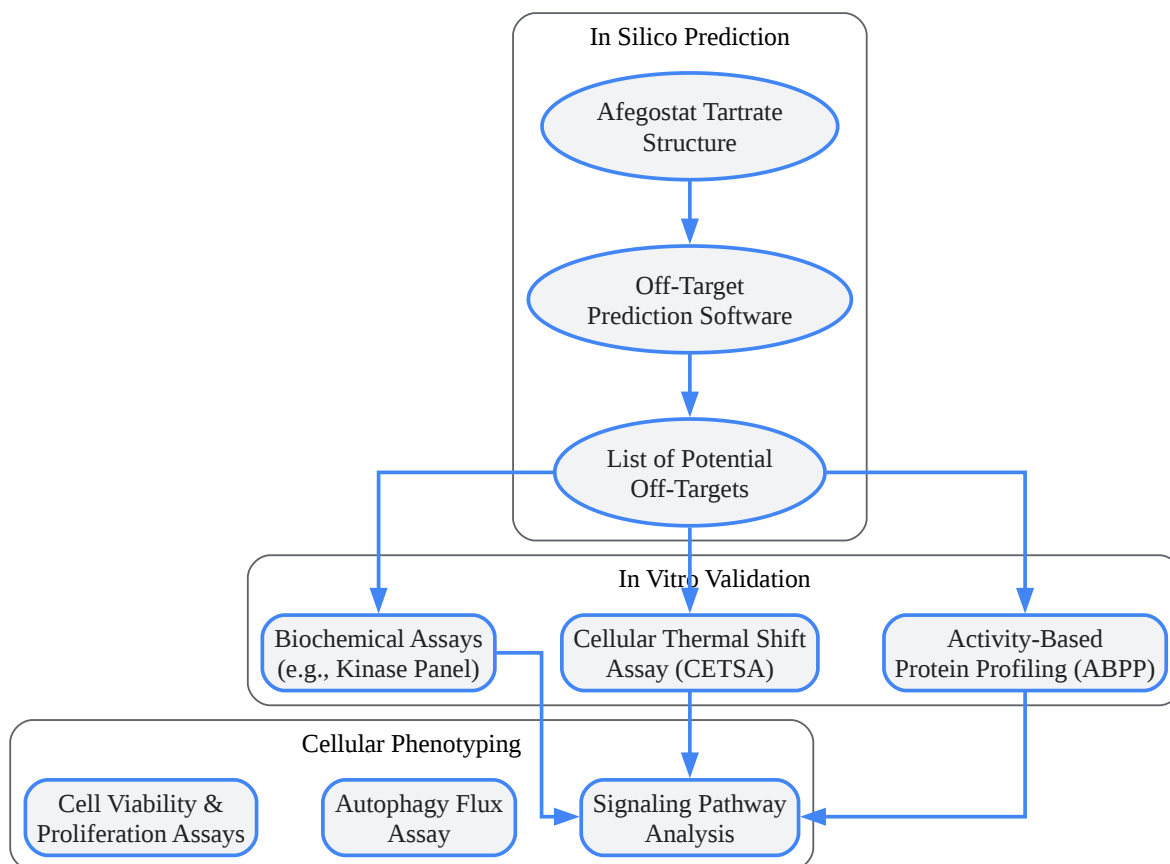 In Silico Prediction
Afegostat Tartrate
Structure
Off-Target
Prediction Software
List of Potential
Off-Targets
In Vitro Validation
Biochemical Assays
(e.g., Kinase Panel)
Cellular Thermal Shift
Assay (CETSA)
Activity-Based
Protein Profiling (ABPP)
Cellular Phenotyping
Cell Viability &
Proliferation Assays
Autophagy Flux
Assay
Signaling Pathway
Analysis